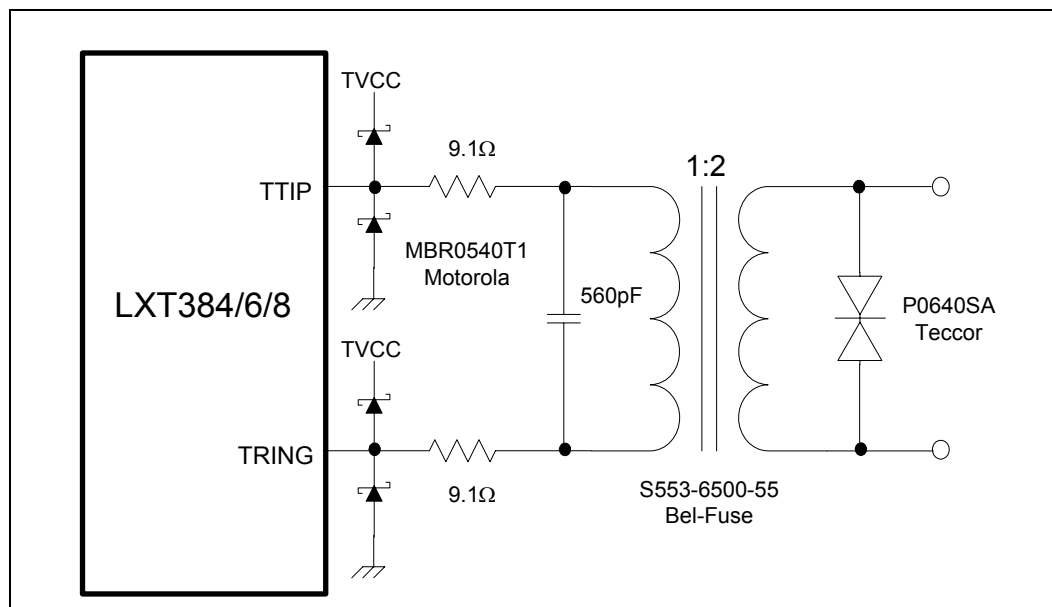 TVCC
9.1Ω
1:2
TTIP
MBR0540T1
Motorola
LXT384/6/8
560pF
P0640SA
Teccor
TVCC
TRING
9.1Ω
S553-6500-55
Bel-Fuse